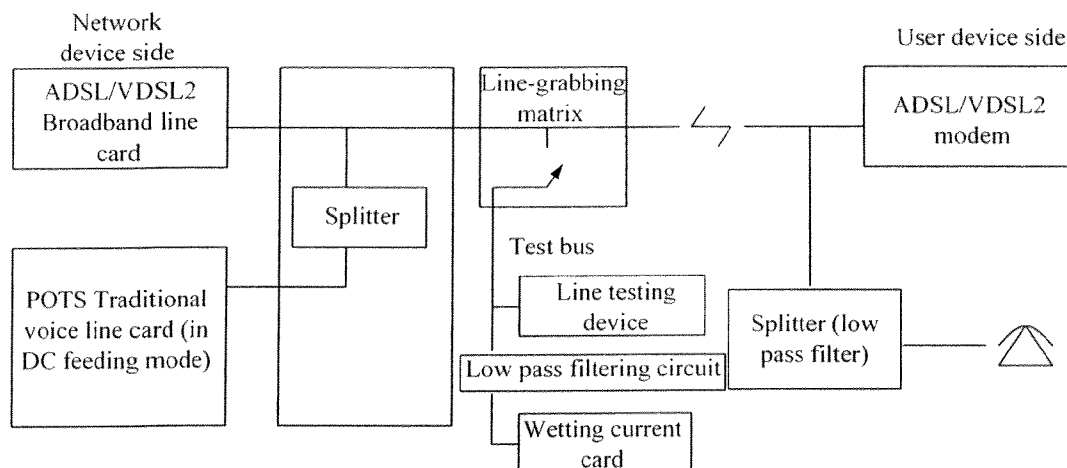 Network
device side
User device side
ADSL/VDSL2
Broadband line
card
Line-grabbing
matrix
ADSL/VDSL2
modem
Splitter
Test bus
POTS Traditional
voice line card (in
DC feeding mode)
Line testing
device
Splitter (low
pass filter)
Low pass filtering circuit
Wetting current
card